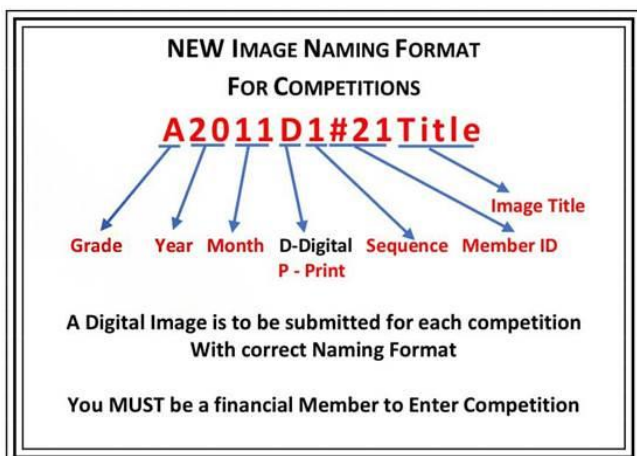 NEW IMAGE NAMING FORMAT
FOR COMPETITIONS
A2011D1#21Title
Image Title
Grade Year Month D-Digital Sequence Member ID
P - Print
A Digital Image is to be submitted for each competition
With correct Naming Format
You MUST be a financial Member to Enter Competition